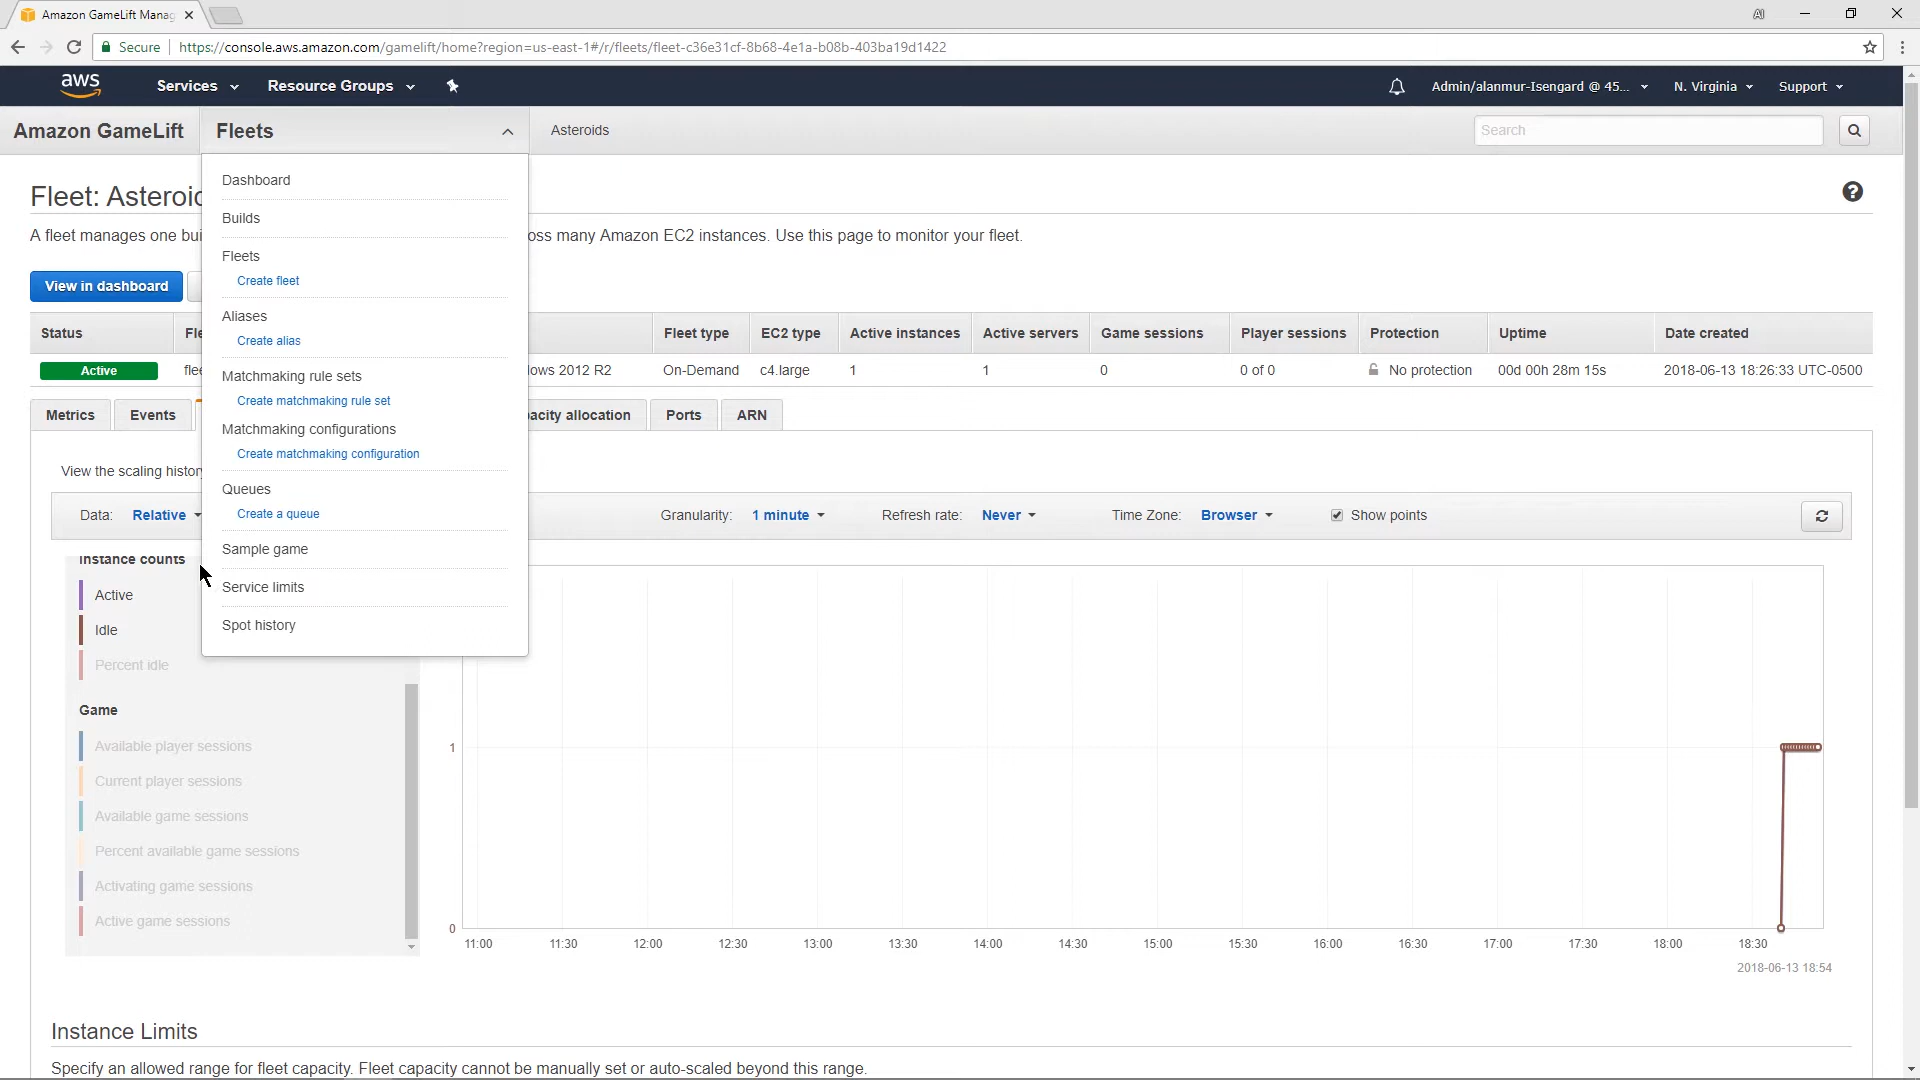 Amazon GameLift Manag
AI
Secure
https://console.aws.amazon.com/gamelift/home?region=us-east-1#/r/fleets/fleet-c36e31cf-8b68-4e1a-b08b-403ba19d1422
aws
Services
Resource Groups
Admin/alanmur-Isengard @ 45...
N. Virginia
Support
Amazon GameLift
Fleets
Asteroids
Search
Dashboard
Builds
Fleets
Create fleet
Aliases
Create alias
Matchmaking rule sets
Create matchmaking rule set
Matchmaking configurations
Create matchmaking configuration
Queues
Create a queue
Sample game
Service limits
Spot history
Fleet: Asteroid
A fleet manages one bui
oss many Amazon EC2 instances. Use this page to monitor your fleet.
View in dashboard
Status
Fle
Fleet type
EC2 type
Active instances
Active servers
Game sessions
Player sessions
Protection
Uptime
Date created
Active
flee
lows 2012 R2
On-Demand
c4.large
1
1
0
0 of 0
No protection
00d 00h 28m 15s
2018-06-13 18:26:33 UTC-0500
Metrics
Events
acity allocation
Ports
ARN
View the scaling history
Data:
Relative
Granularity:
1 minute
Refresh rate:
Never
Time Zone:
Browser
Show points
Instance counts
Active
Idle
Percent idle
Game
Available player sessions
Current player sessions
Available game sessions
Percent available game sessions
Activating game sessions
Active game sessions
1
0
11:00
11:30
12:00
12:30
13:00
13:30
14:00
14:30
15:00
15:30
16:00
16:30
17:00
17:30
18:00
18:30
2018-06-13 18:54
Instance Limits
Specify an allowed range for fleet capacity. Fleet capacity cannot be manually set or auto-scaled beyond this range.